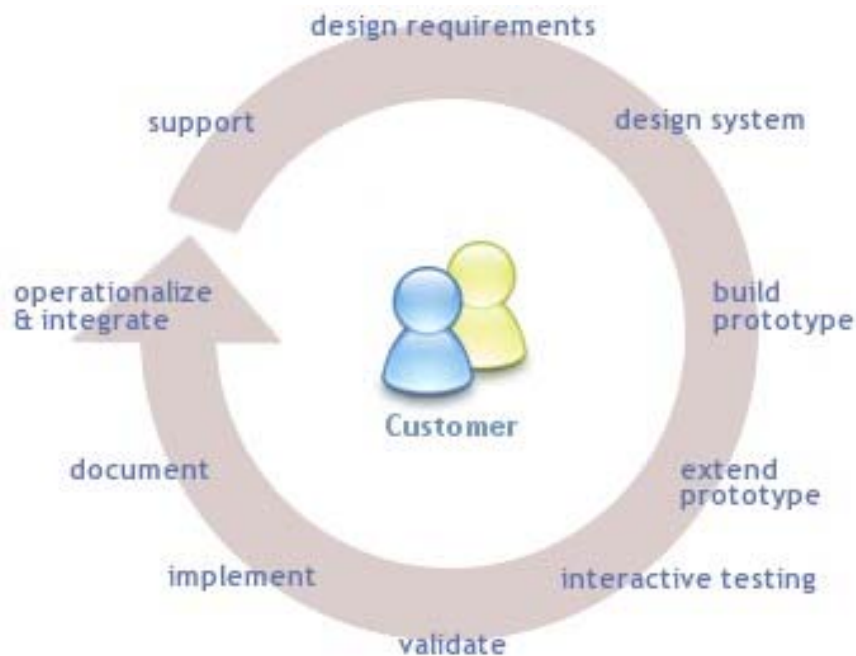 design requirements
design system
build
prototype
extend
prototype
interactive testing
validate
implement
document
operationalize
& integrate
support
Customer